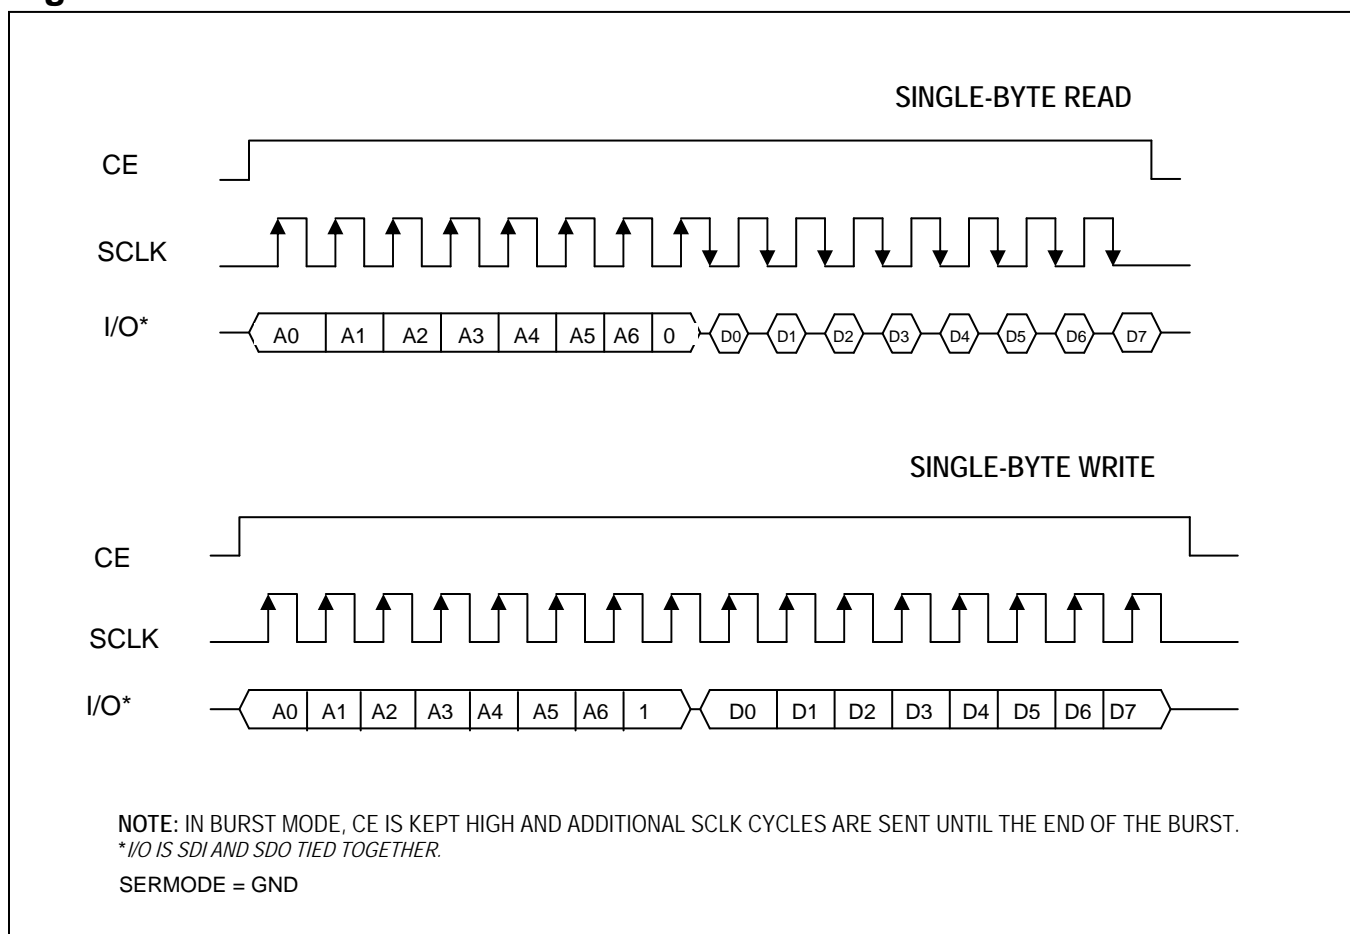 SINGLE-BYTE READ
CE
SCLK
I/O*
A0 A1 A2 A3 A4 A5 A6 0 D0 D1 D2 D3 D4 D5 D6 D7
SINGLE-BYTE WRITE
CE
SCLK
I/O*
A0 A1 A2 A3 A4 A5 A6 1 D0 D1 D2 D3 D4 D5 D6 D7
NOTE: IN BURST MODE, CE IS KEPT HIGH AND ADDITIONAL SCLK CYCLES ARE SENT UNTIL THE END OF THE BURST.
*I/O IS SDI AND SDO TIED TOGETHER.
SERMODE = GND